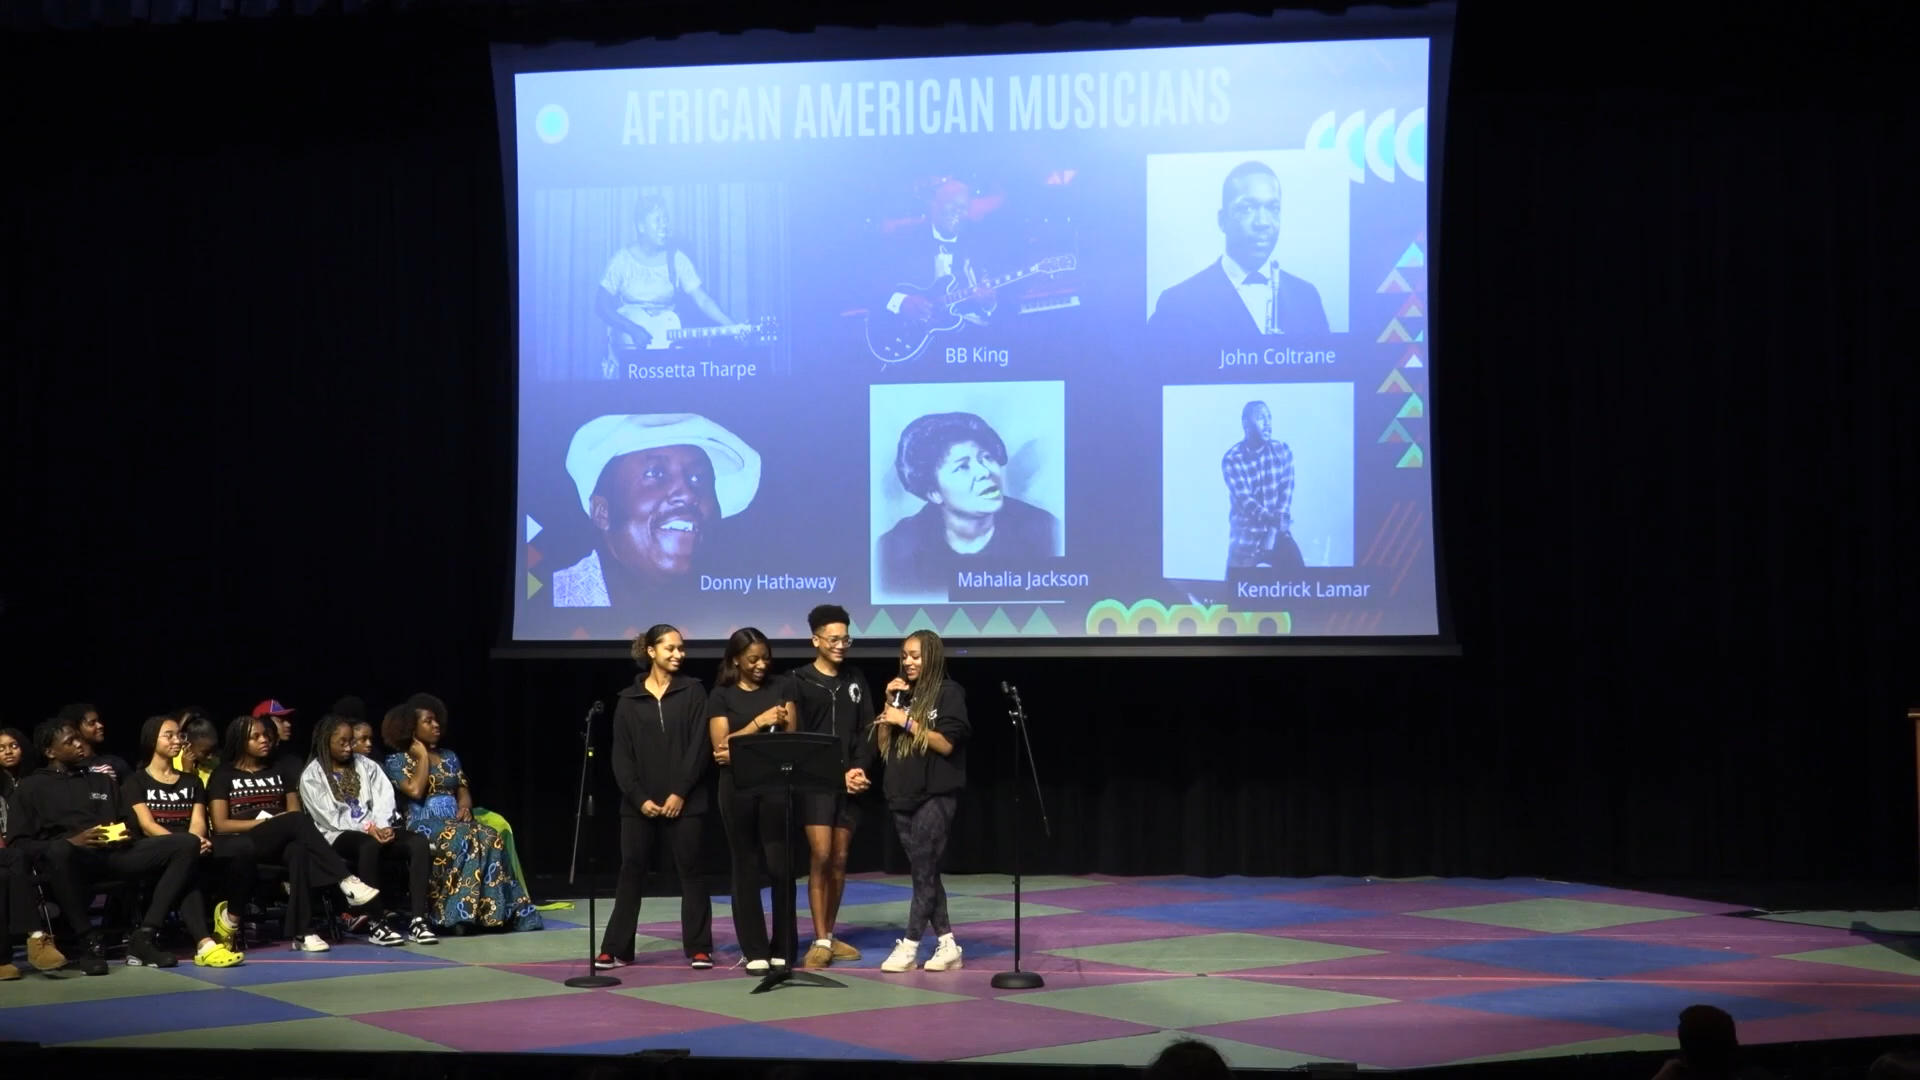 AFRICAN AMERICAN MUSICIANS
Rossetta Tharpe
BB King
John Coltrane
Donny Hathaway
Mahalia Jackson
Kendrick Lamar